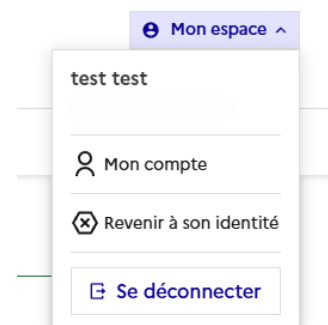 Mon espace
test test
Mon compte
Revenir à son identité
Se déconnecter